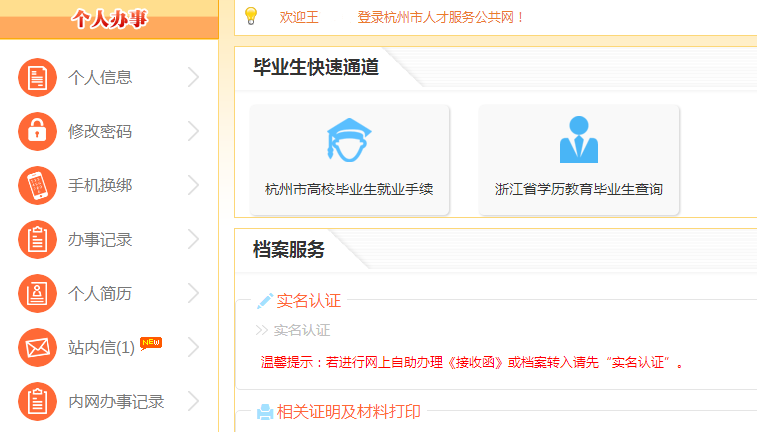 个人办事
个人信息
修改密码
手机换绑
办事记录
个人简历
站内信(1) NEW
内网办事记录
欢迎王 登录杭州市人才服务公共网！
毕业生快速通道
杭州市高校毕业生就业手续
浙江省学历教育毕业生查询
档案服务
实名认证
实名认证
温馨提示：若进行网上自助办理《接收函》或档案转入请先“实名认证”。
相关证明及材料打印